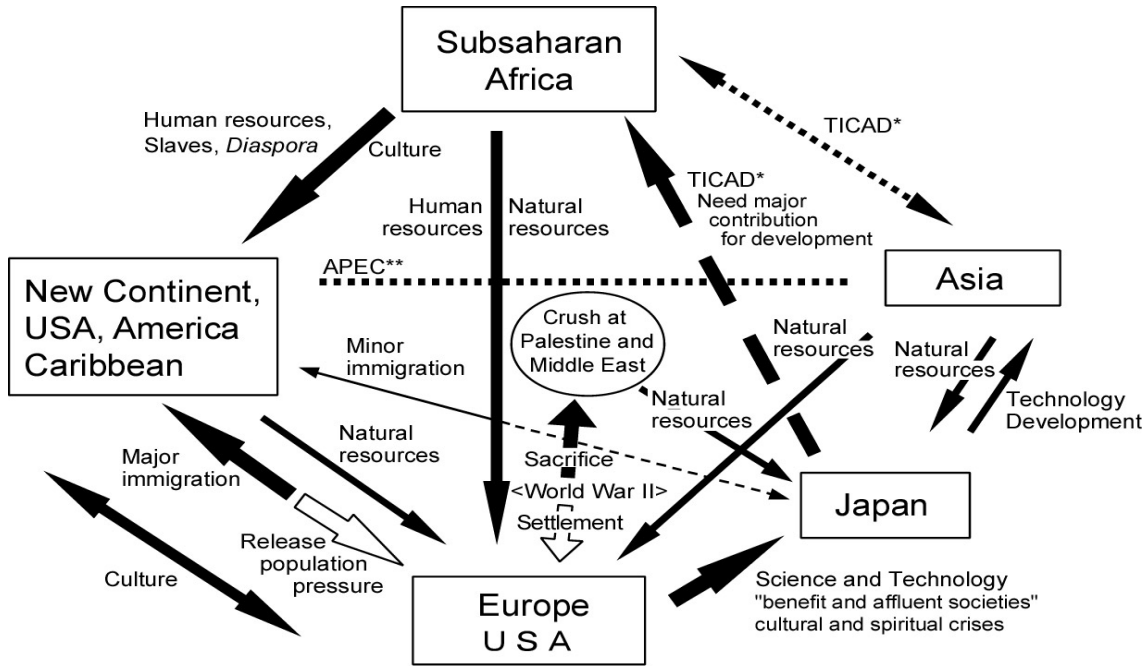 Subsaharan
Africa
Human resources,
Slaves, Diaspora
Culture
TICAD*
TICAD*
Need major
contribution
for development
Human
resources
Natural
resources
APEC**
Asia
New Continent,
USA, America
Caribbean
Crush at
Palestine and
Middle East
Minor
immigration
Natural
resources
Natural
resources
Technology
Development
Natural
resources
Natural
resources
Major
immigration
Sacrifice
<World War II>
Settlement
Japan
Release
population
pressure
Culture
Europe
U S A
Science and Technology
"benefit and affluent societies"
cultural and spiritual crises